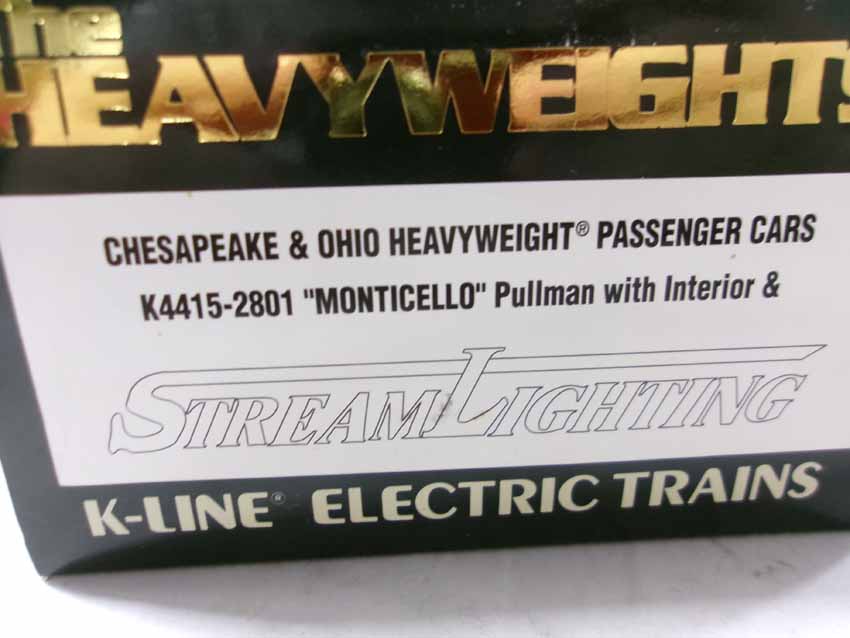 the
HEAVYWEIGHTS
CHESAPEAKE & OHIO HEAVYWEIGHT® PASSENGER CARS
K4415-2801 "MONTICELLO" Pullman with Interior &
STREAMLIGHTING
K-LINE® ELECTRIC TRAINS